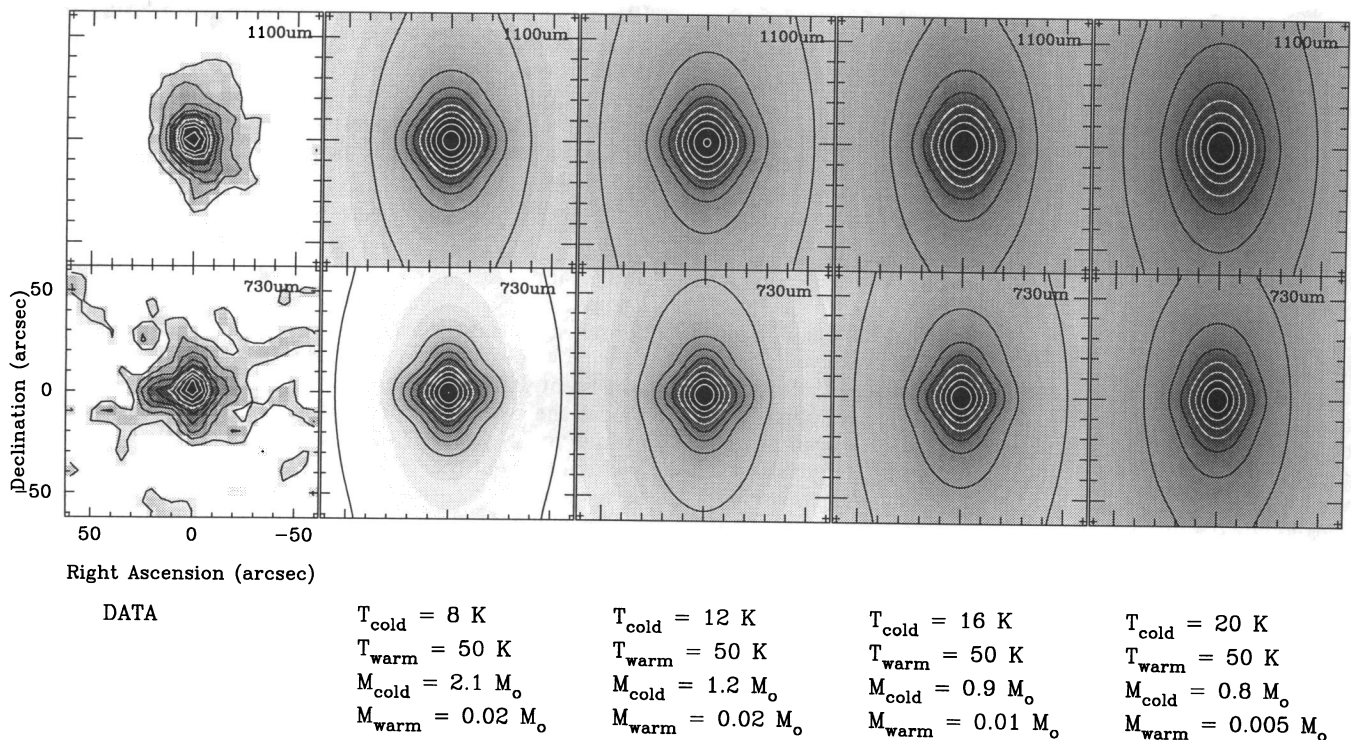 1100um 1100um 1100um 1100um 1100um
730um 730um 730um 730um 730um
Declination (arcsec)
50
0
-50
50 0 -50
Right Ascension (arcsec)
DATA
T_cold = 8 K
T_warm = 50 K
M_cold = 2.1 M_o
M_warm = 0.02 M_o
T_cold = 12 K
T_warm = 50 K
M_cold = 1.2 M_o
M_warm = 0.02 M_o
T_cold = 16 K
T_warm = 50 K
M_cold = 0.9 M_o
M_warm = 0.01 M_o
T_cold = 20 K
T_warm = 50 K
M_cold = 0.8 M_o
M_warm = 0.005 M_o